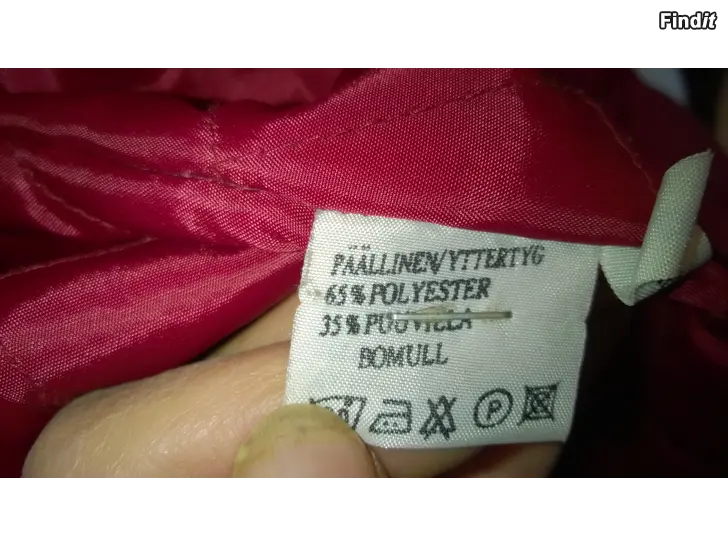 Findit
PÄÄLLINEN/YTTERTYG
65% POLYESTER
35% PUUVILLA
BOMULL
P